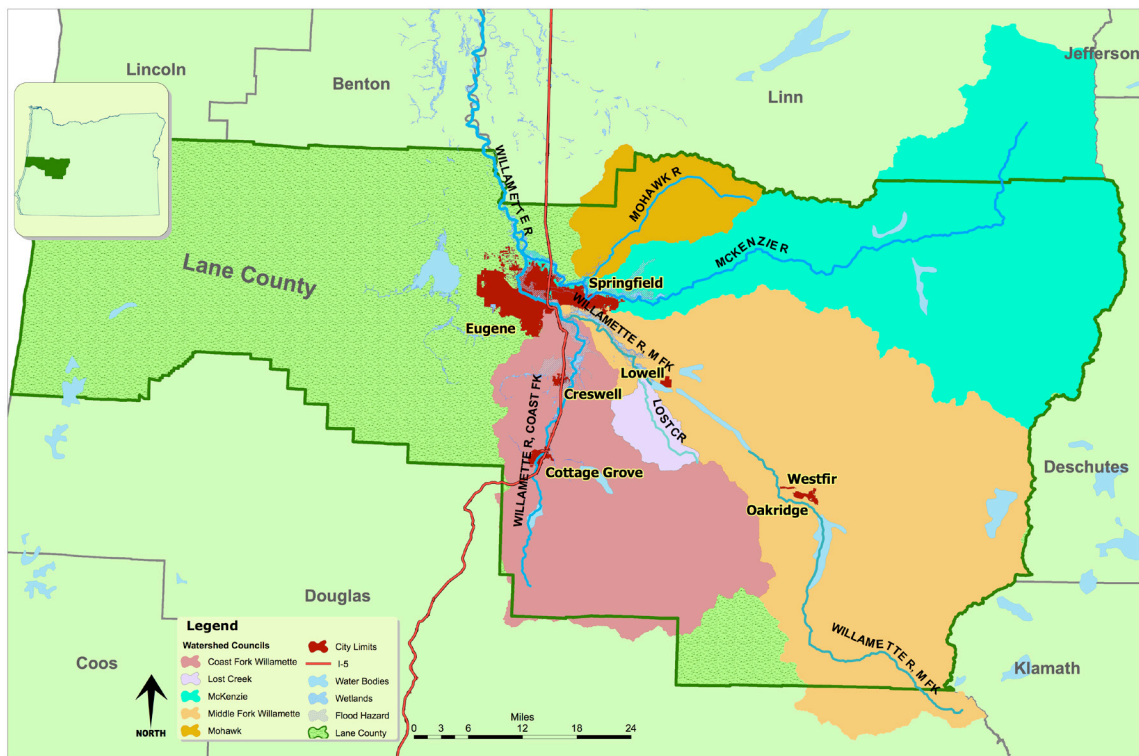 Jefferson
Lincoln
Benton
Linn
WILLAMETTE R
MOHAWK R
MCKENZIE R
Lane County
Springfield
Eugene
WILLAMETTE R, M FK
Lowell
Creswell
LOST CR
WILLAMETTE R, COAST FK
Cottage Grove
Westfir
Oakridge
Deschutes
Douglas
Coos
WILLAMETTE R, M FK
Klamath
Legend
Watershed Councils
Coast Fork Willamette
Lost Creek
McKenzie
Middle Fork Willamette
Mohawk
City Limits
I-5
Water Bodies
Wetlands
Flood Hazard
Lane County
NORTH
Miles
0 3 6 12 18 24